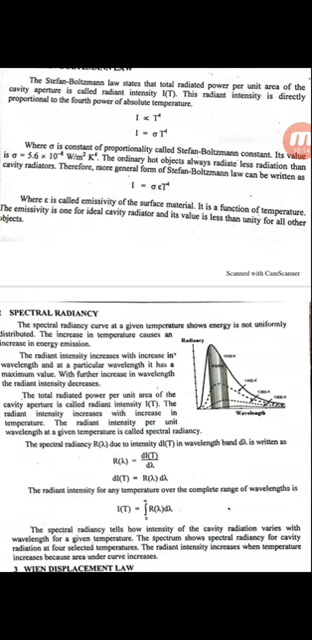 The Stefan-Boltzmann law states that total radiated power per unit area of the
cavity aperture is called radiant intensity I(T). This radiant intensity is directly
proportional to the fourth power of absolute temperature.
I ∝ T⁴
I = σ T⁴
Where σ is constant of proportionality called Stefan-Boltzmann constant. Its value
is σ = 5.6 × 10⁻⁸ W/m² K⁴. The ordinary hot objects always radiate less radiation than
cavity radiators. Therefore, more general form of Stefan-Boltzmann law can be written as
I = σ ε T⁴
Where ε is called emissivity of the surface material. It is a function of temperature.
The emissivity is one for ideal cavity radiator and its value is less than unity for all other
objects.
Scanned with CamScanner
SPECTRAL RADIANCY
The spectral radiancy curve at a given temperature shows energy is not uniformly
distributed. The increase in temperature causes an
increase in energy emission.
Radiancy
The radiant intensity increases with increase in
wavelength and at a particular wavelength it has a
maximum value. With further increase in wavelength
the radiant intensity decreases.
The total radiated power per unit area of the
cavity aperture is called radiant intensity I(T). The
radiant intensity increases with increase in
temperature. The radiant intensity per unit
Wavelength
wavelength at a given temperature is called spectral radiancy.
The spectral radiancy R(λ) due to intensity dI(T) in wavelength band dλ is written as
R(λ) = dI(T)
dλ
dI(T) = R(λ) dλ
The radiant intensity for any temperature over the complete range of wavelengths is
I(T) = ∫R(λ)dλ.
The spectral radiancy tells how intensity of the cavity radiation varies with
wavelength for a given temperature. The spectrum shows spectral radiancy for cavity
radiation at four selected temperatures. The radiant intensity increases when temperature
increases because area under curve increases.
3 WIEN DISPLACEMENT LAW